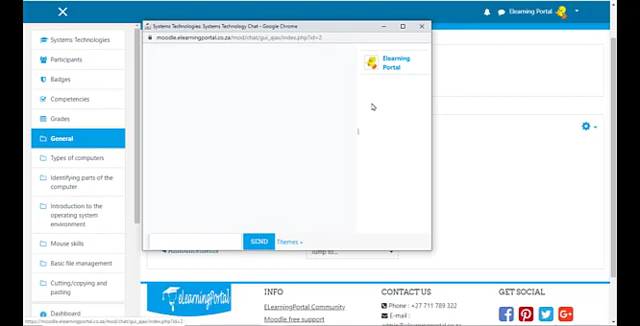 Systems Technologies: Systems Technology Chat - Google Chrome
moodle.elearningportal.co.za/mod/chat/gui_ajax/index.php?id=2
Elearning Portal
Systems Technologies
Participants
Badges
Competencies
Grades
General
Types of computers
Identifying parts of the
computer
Introduction to the
operating system
environment
Mouse skills
Basic file management
Cutting/copying and
pasting
Dashboard
Elearning
Portal
SEND
Themes »
Announcements
Jump to...
eLearningPortal
INFO
ELearningPortal Community
Moodle free support
CONTACT US
Phone : +27 711 789 322
E-mail :
GET SOCIAL
https://moodle.elearningportal.co.za/mod/chat/gui_ajax/index.php?id=2